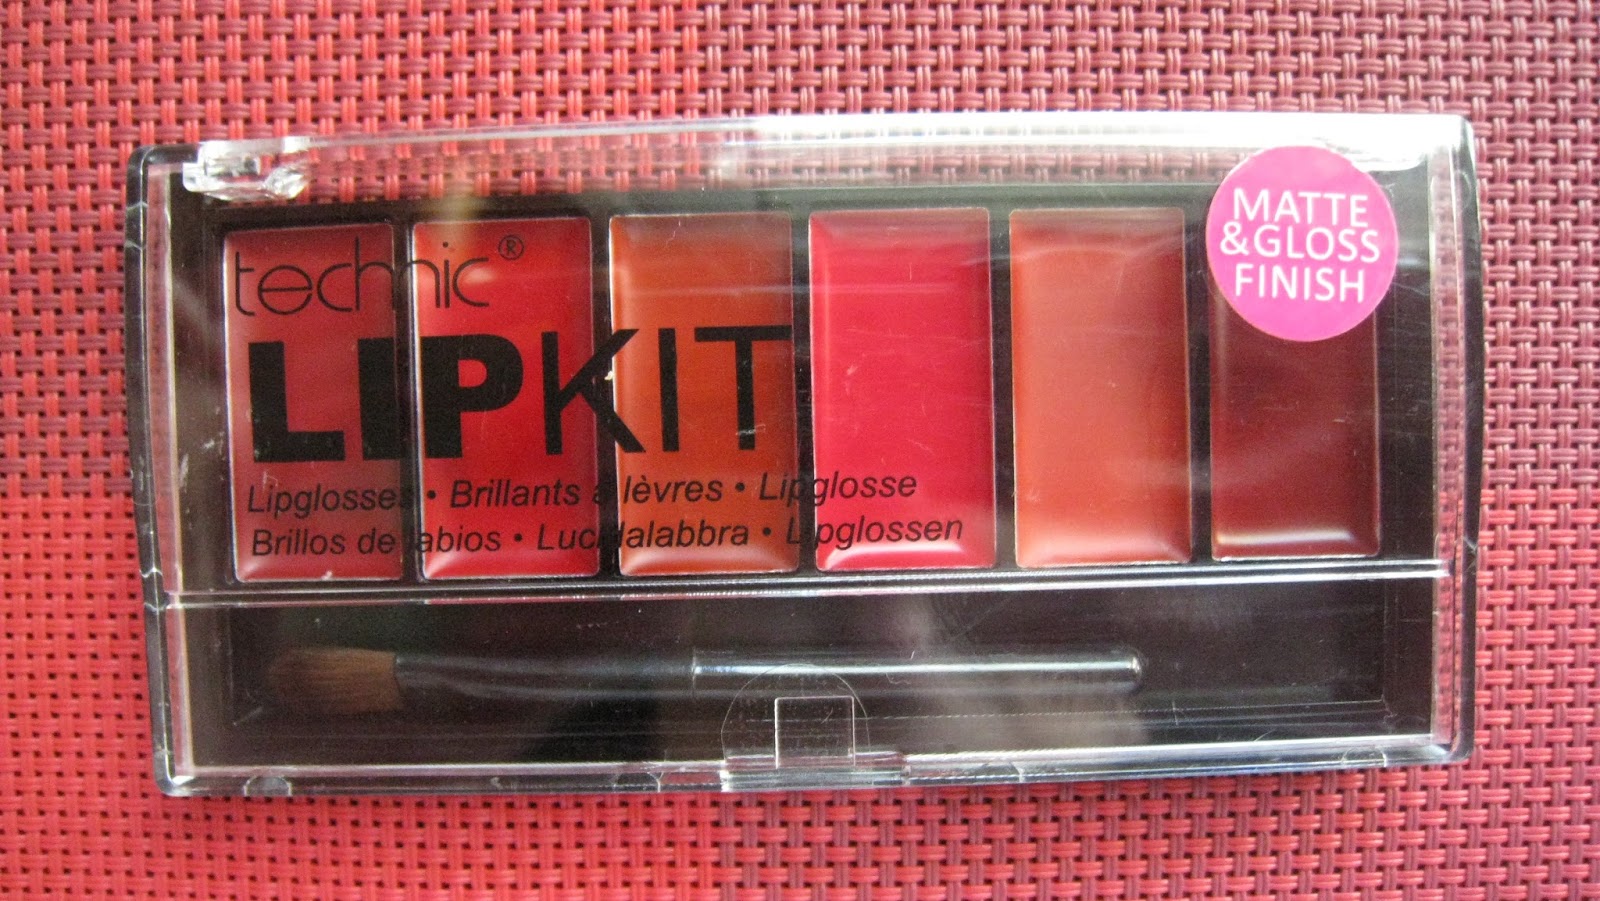 technic®
LIPKIT
Lipglosses • Brillants à lèvres • Lipglosse
Brillos de labios • Lucidalabbra • Lipglossen
MATTE
&GLOSS
FINISH